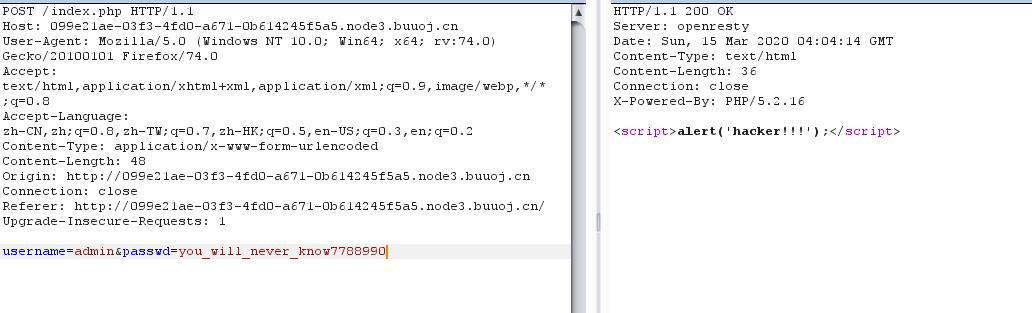 POST /index.php HTTP/1.1
Host: 099e21ae-03f3-4fd0-a671-0b614245f5a5.node3.buuoj.cn
User-Agent: Mozilla/5.0 (Windows NT 10.0; Win64; x64; rv:74.0)
Gecko/20100101 Firefox/74.0
Accept:
text/html,application/xhtml+xml,application/xml;q=0.9,image/webp,*/*
;q=0.8
Accept-Language:
zh-CN,zh;q=0.8,zh-TW;q=0.7,zh-HK;q=0.5,en-US;q=0.3,en;q=0.2
Content-Type: application/x-www-form-urlencoded
Content-Length: 48
Origin: http://099e21ae-03f3-4fd0-a671-0b614245f5a5.node3.buuoj.cn
Connection: close
Referer: http://099e21ae-03f3-4fd0-a671-0b614245f5a5.node3.buuoj.cn/
Upgrade-Insecure-Requests: 1
username=admin&passwd=you_will_never_know7788990
HTTP/1.1 200 OK
Server: openresty
Date: Sun, 15 Mar 2020 04:04:14 GMT
Content-Type: text/html
Content-Length: 36
Connection: close
X-Powered-By: PHP/5.2.16
<script>alert('hacker!!!');</script>